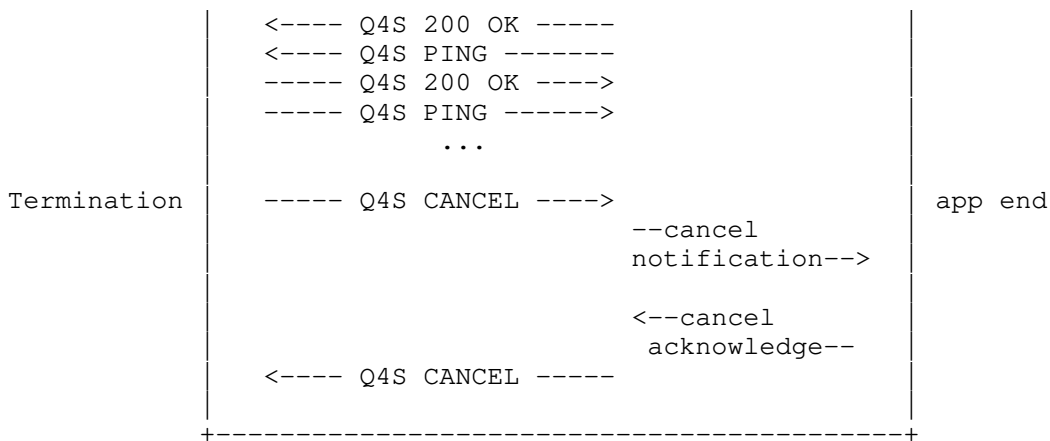 |   <---- Q4S 200 OK -----                  |
|   <---- Q4S PING -------                  |
|   ----- Q4S 200 OK ---->                  |
|   ----- Q4S PING ------>                  |
|               ...                         |
Termination |   ----- Q4S CANCEL ---->                  | app end
|                          --cancel         |
|                          notification-->  |
|                          <--cancel        |
|                           acknowledge--   |
|   <---- Q4S CANCEL -----                  |
+-------------------------------------------+